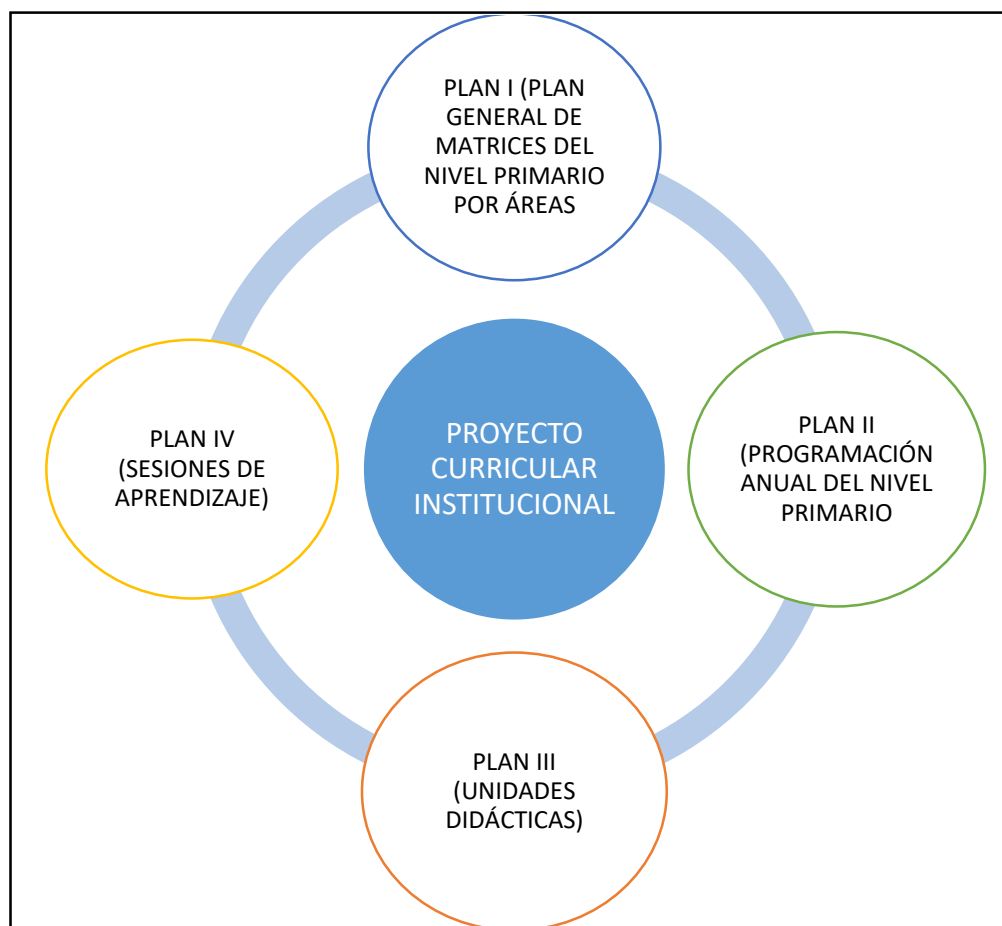 PLAN I (PLAN
GENERAL DE
MATRICES DEL
NIVEL PRIMARIO
POR ÁREAS
PLAN II
(PROGRAMACIÓN
ANUAL DEL NIVEL
PRIMARIO
PLAN III
(UNIDADES
DIDÁCTICAS)
PLAN IV
(SESIONES DE
APRENDIZAJE)
PROYECTO
CURRICULAR
INSTITUCIONAL